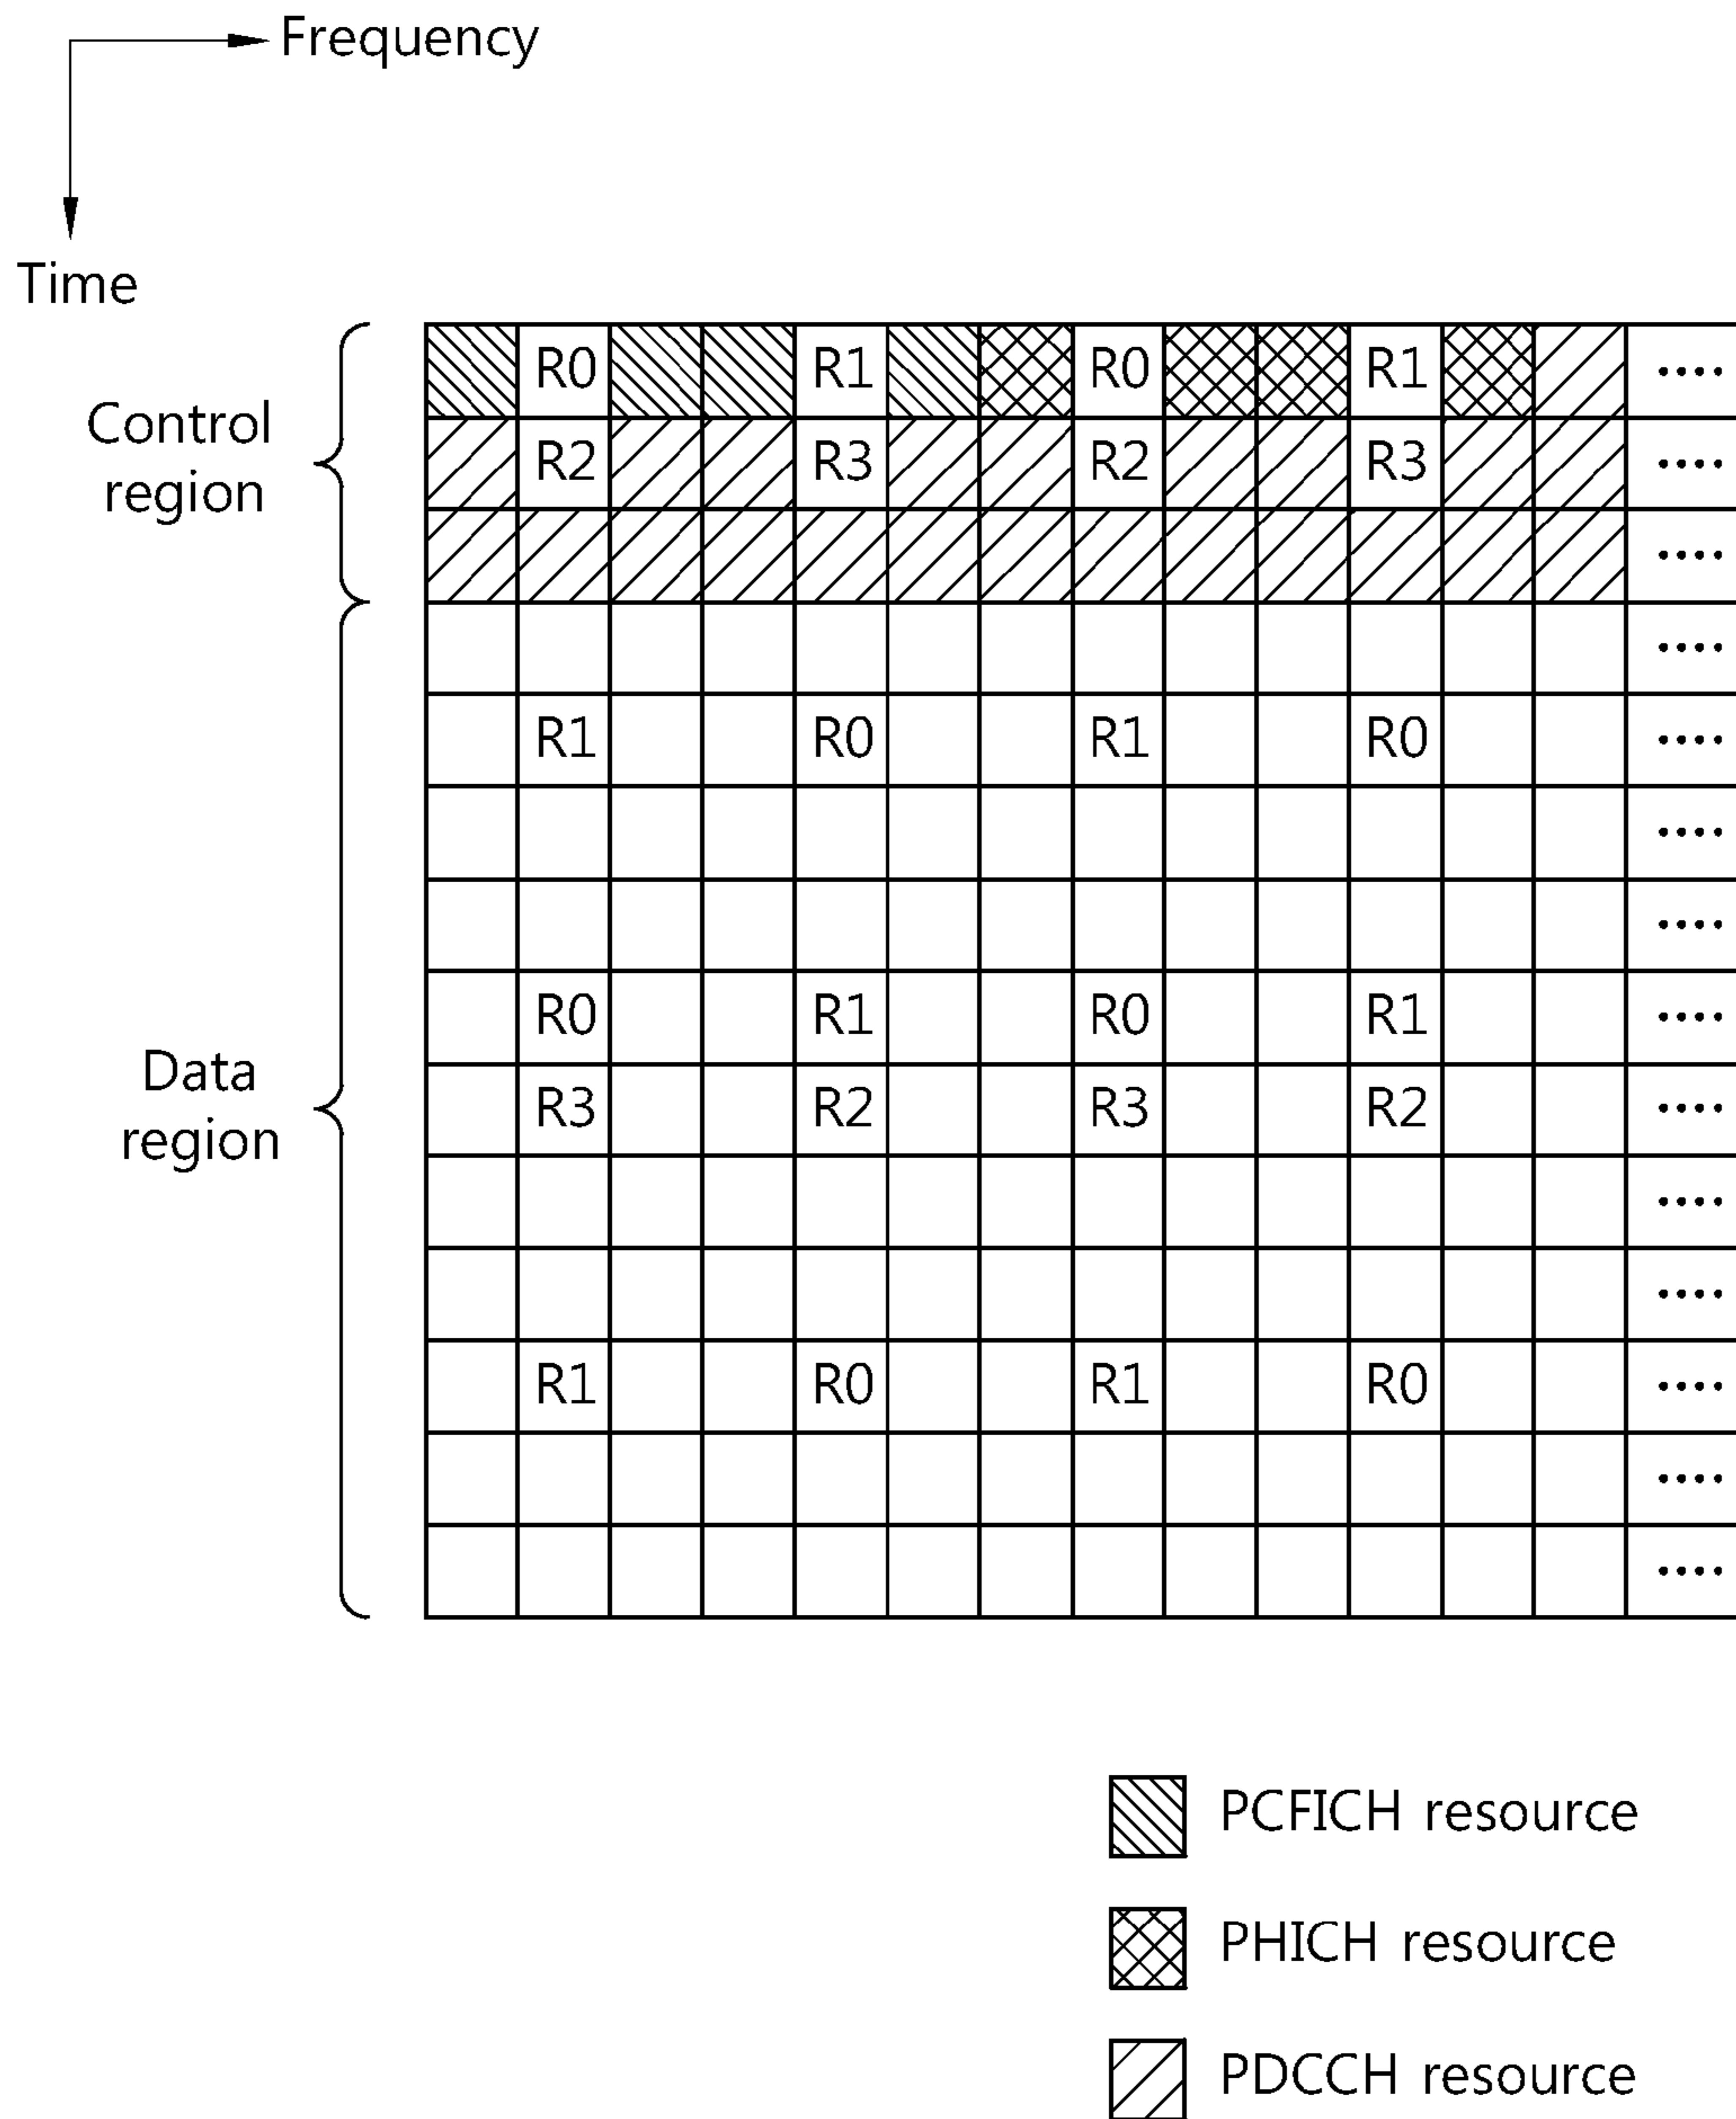 Frequency
Time
Control
region
R0 R1 R0 R1 ....
R2 R3 R2 R3 ....
....
....
R1 R0 R1 R0 ....
....
....
Data
region
R0 R1 R0 R1 ....
R3 R2 R3 R2 ....
....
....
R1 R0 R1 R0 ....
....
....
PCFICH resource
PHICH resource
PDCCH resource